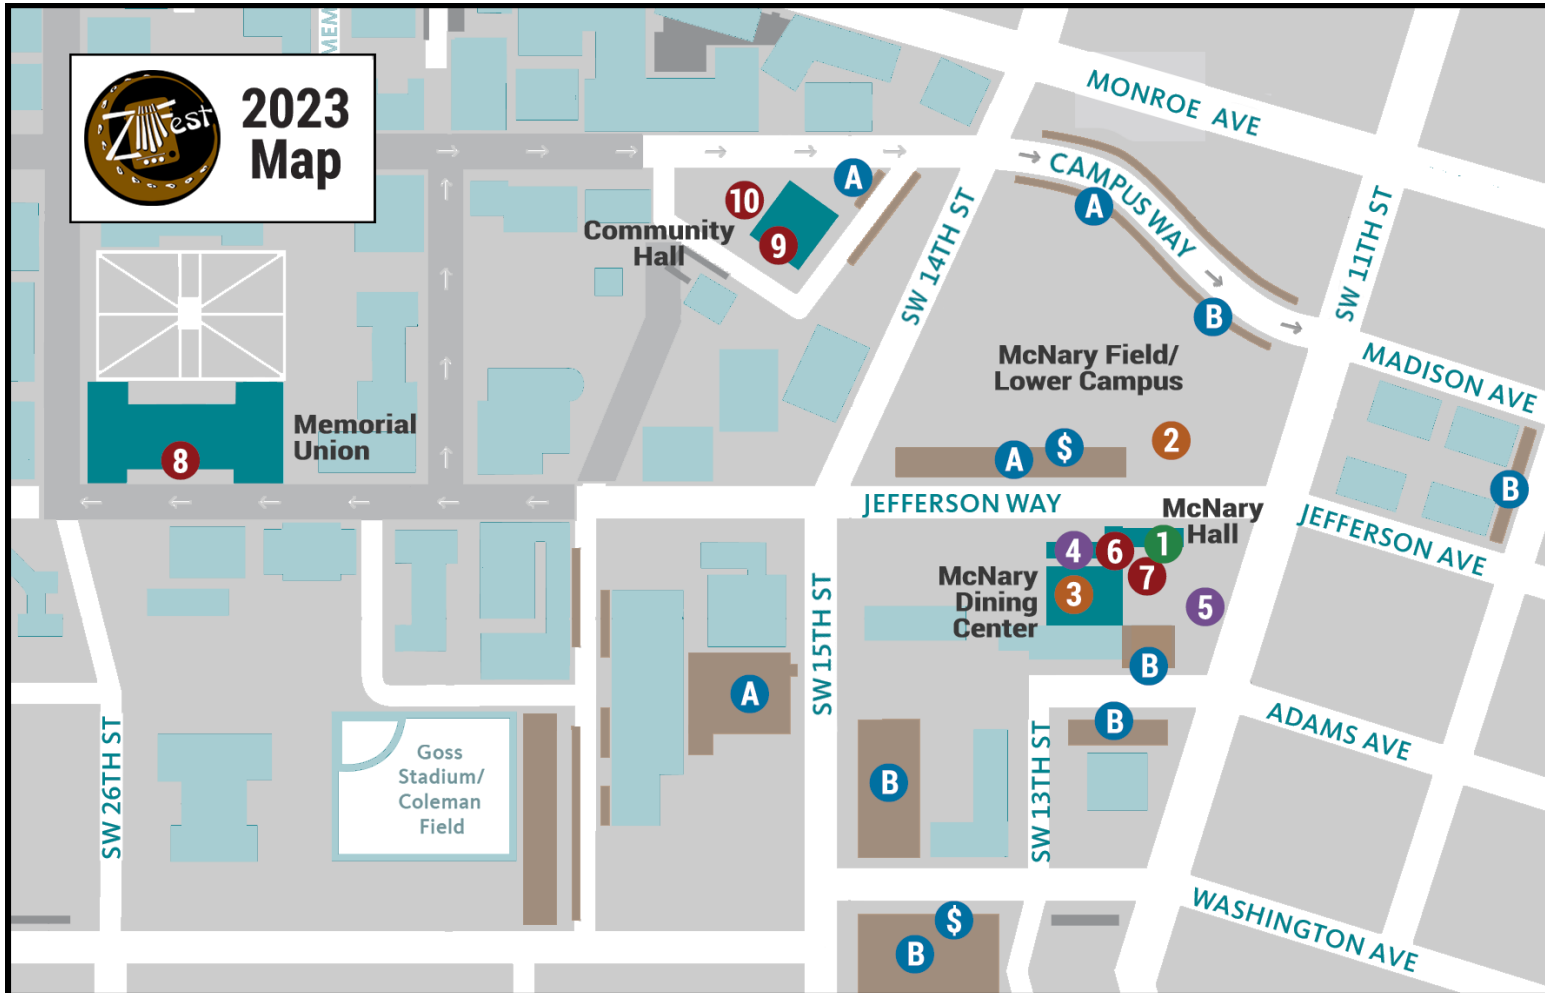 MEM
ZFest
2023
Map
MONROE AVE
CAMPUS WAY
A
A
B
10
9
Community
Hall
SW 14TH ST
SW 11TH ST
McNary Field/
Lower Campus
MADISON AVE
Memorial
Union
8
2
A
$
B
JEFFERSON WAY
McNary
Hall
JEFFERSON AVE
4
6
1
7
3
5
McNary
Dining
Center
B
A
SW 15TH ST
B
B
SW 13TH ST
ADAMS AVE
SW 26TH ST
Goss
Stadium/
Coleman
Field
WASHINGTON AVE
$
B